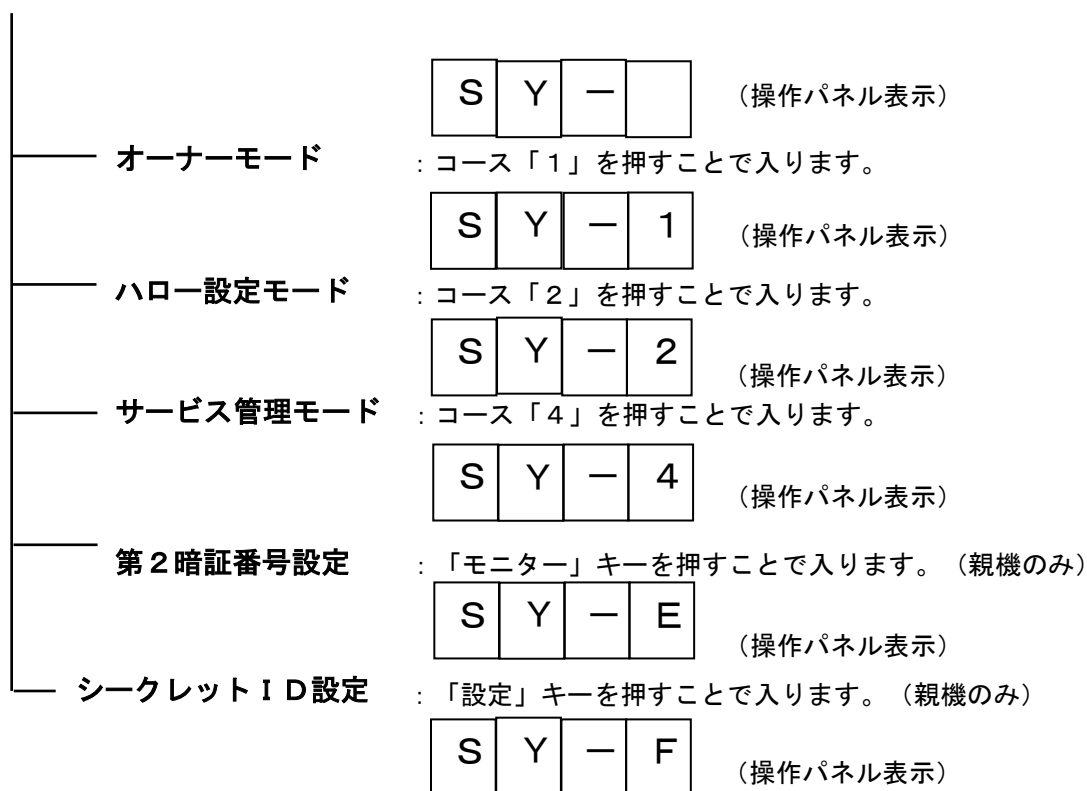 S Y － （操作パネル表示）
オーナーモード ：コース「１」を押すことで入ります。
S Y － 1 （操作パネル表示）
ハロー設定モード ：コース「２」を押すことで入ります。
S Y － 2 （操作パネル表示）
サービス管理モード ：コース「４」を押すことで入ります。
S Y － 4 （操作パネル表示）
第２暗証番号設定 ：「モニター」キーを押すことで入ります。（親機のみ）
S Y － E （操作パネル表示）
シークレットＩＤ設定 ：「設定」キーを押すことで入ります。（親機のみ）
S Y － F （操作パネル表示）